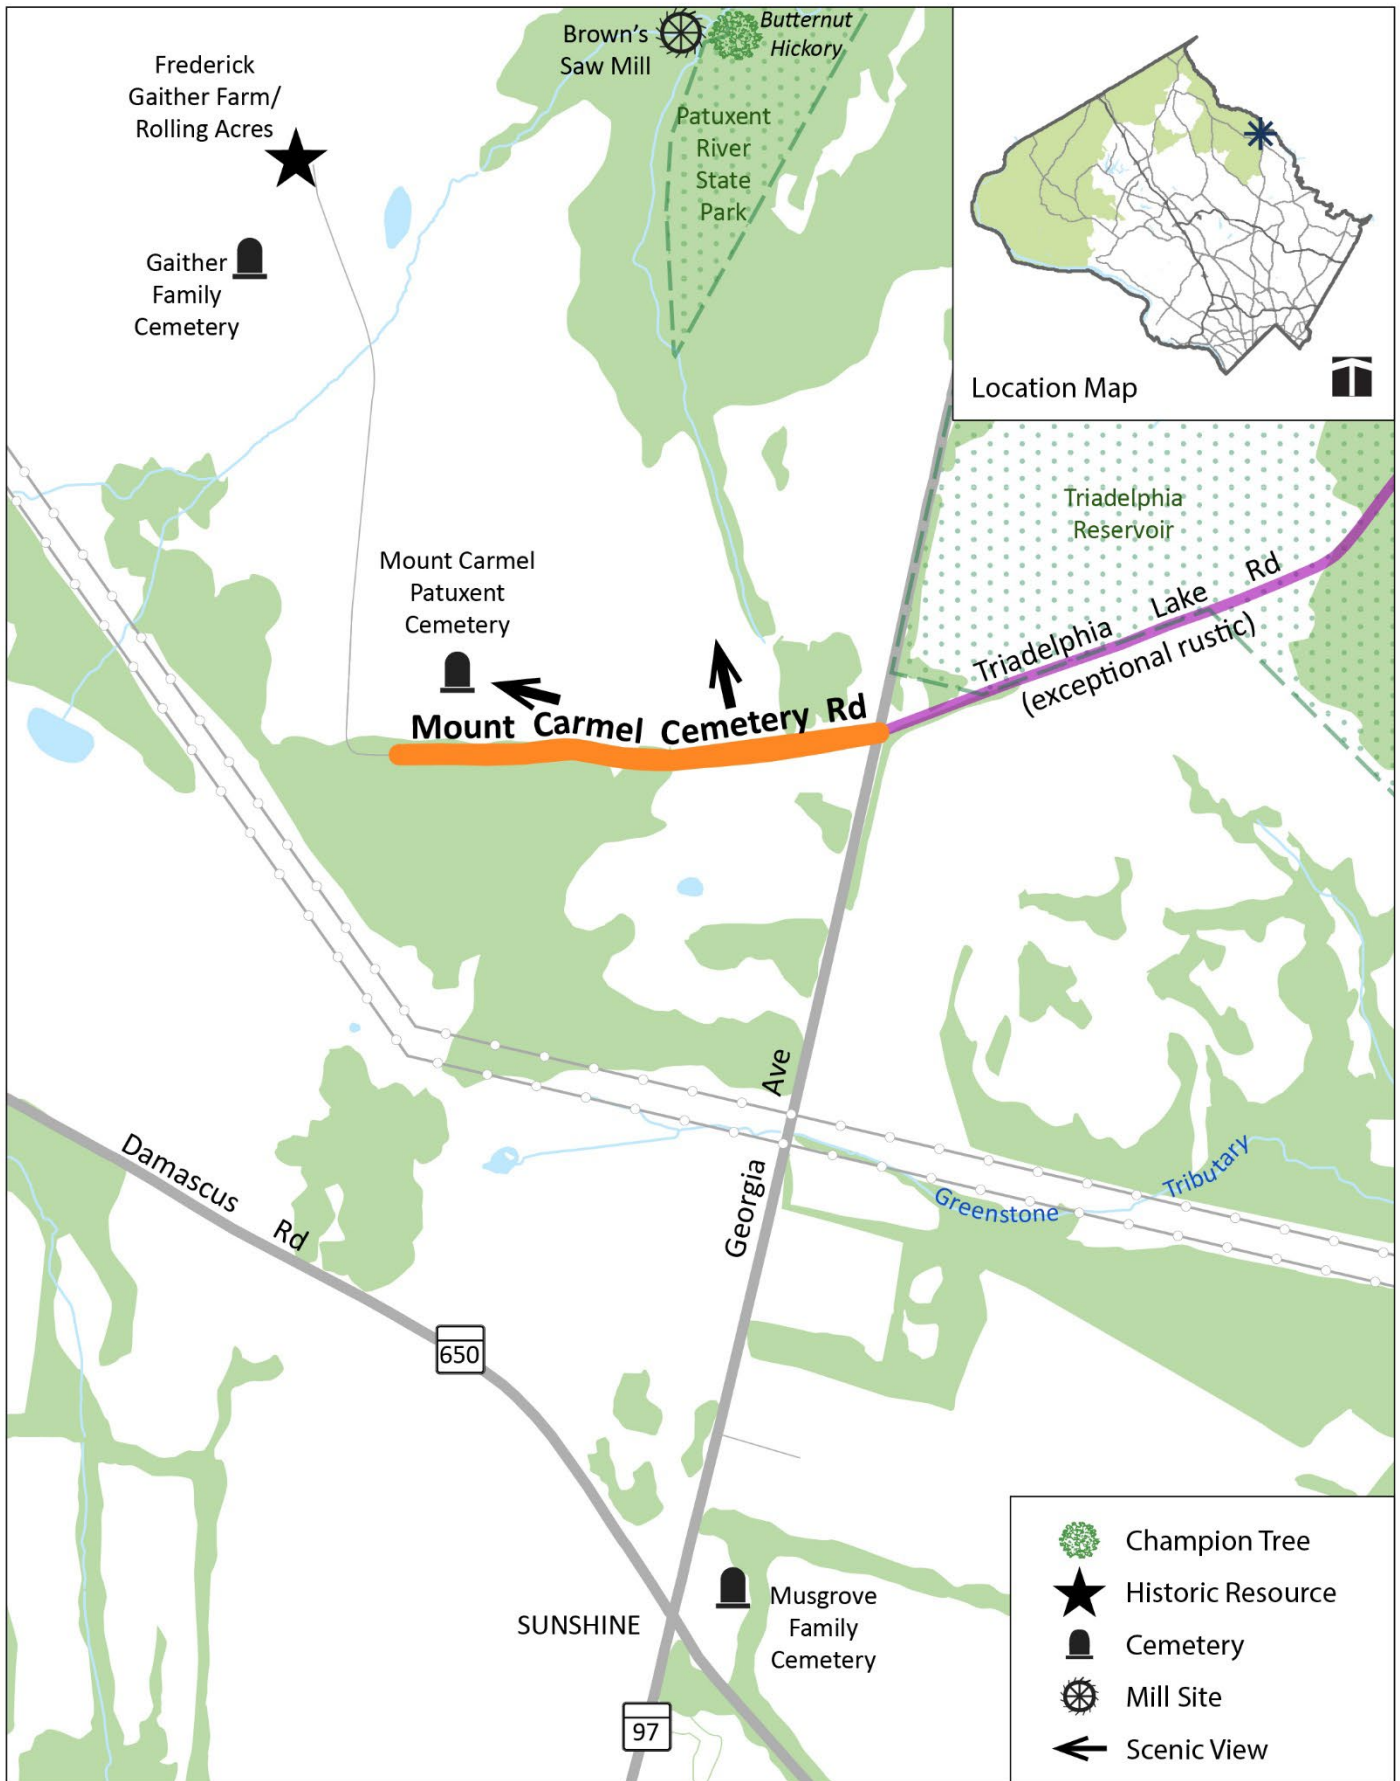 Brown's
Saw Mill
Butternut
Hickory
Frederick
Gaither Farm/
Rolling Acres
Patuxent
River
State
Park
Gaither
Family
Cemetery
Location Map
Triadelphia
Reservoir
Mount Carmel
Patuxent
Cemetery
Triadelphia Lake Rd
(exceptional rustic)
Mount Carmel Cemetery Rd
Georgia Ave
Damascus Rd
Greenstone Tributary
650
SUNSHINE
Musgrove
Family
Cemetery
97
Champion Tree
Historic Resource
Cemetery
Mill Site
Scenic View